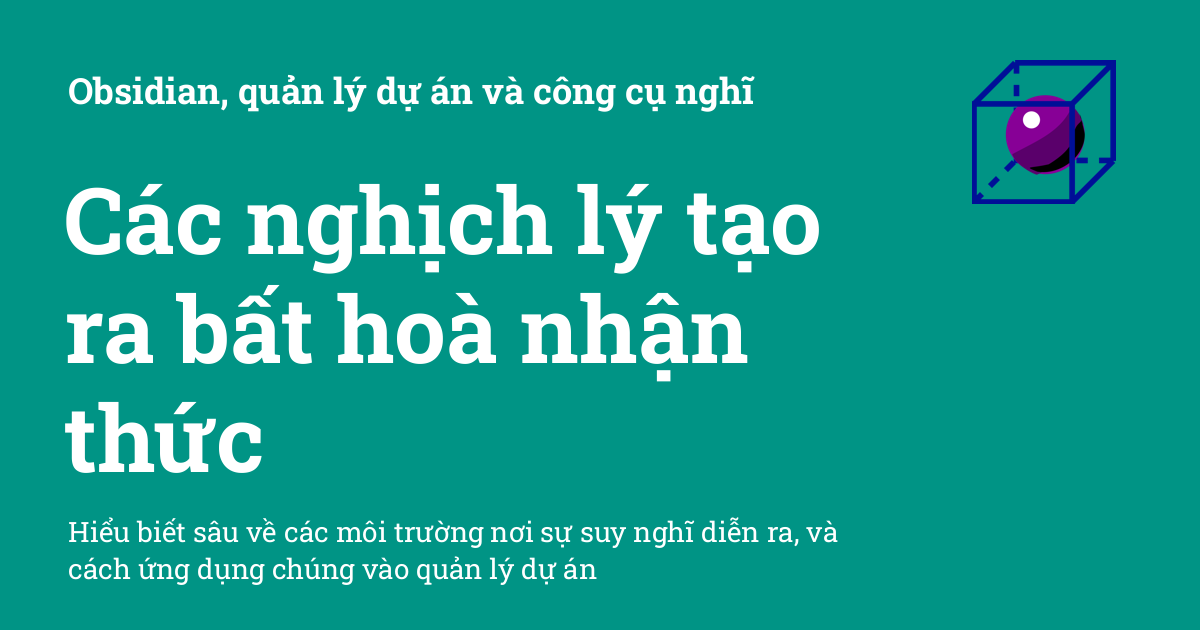 Obsidian, quản lý dự án và công cụ nghĩ
Các nghịch lý tạo
ra bất hoà nhận
thức
Hiểu biết sâu về các môi trường nơi sự suy nghĩ diễn ra, và
cách ứng dụng chúng vào quản lý dự án